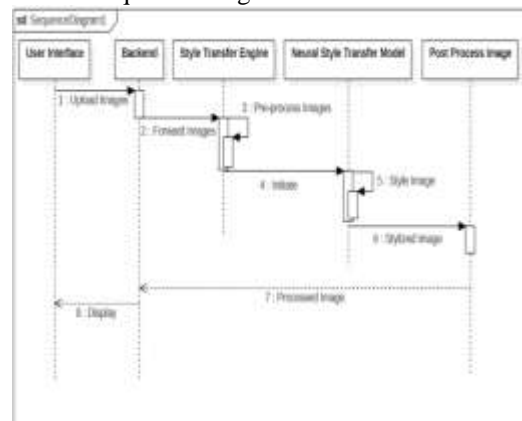 sd SequenceDiagram1
User Interface
Backend
Style Transfer Engine
Neural Style Transfer Model
Post Process Image
1 : Upload Images
2 : Forward Images
3 : Pre-process Images
4 : Initiate
5 : Style Image
6 : Stylized Image
7 : Processed Image
8 : Display